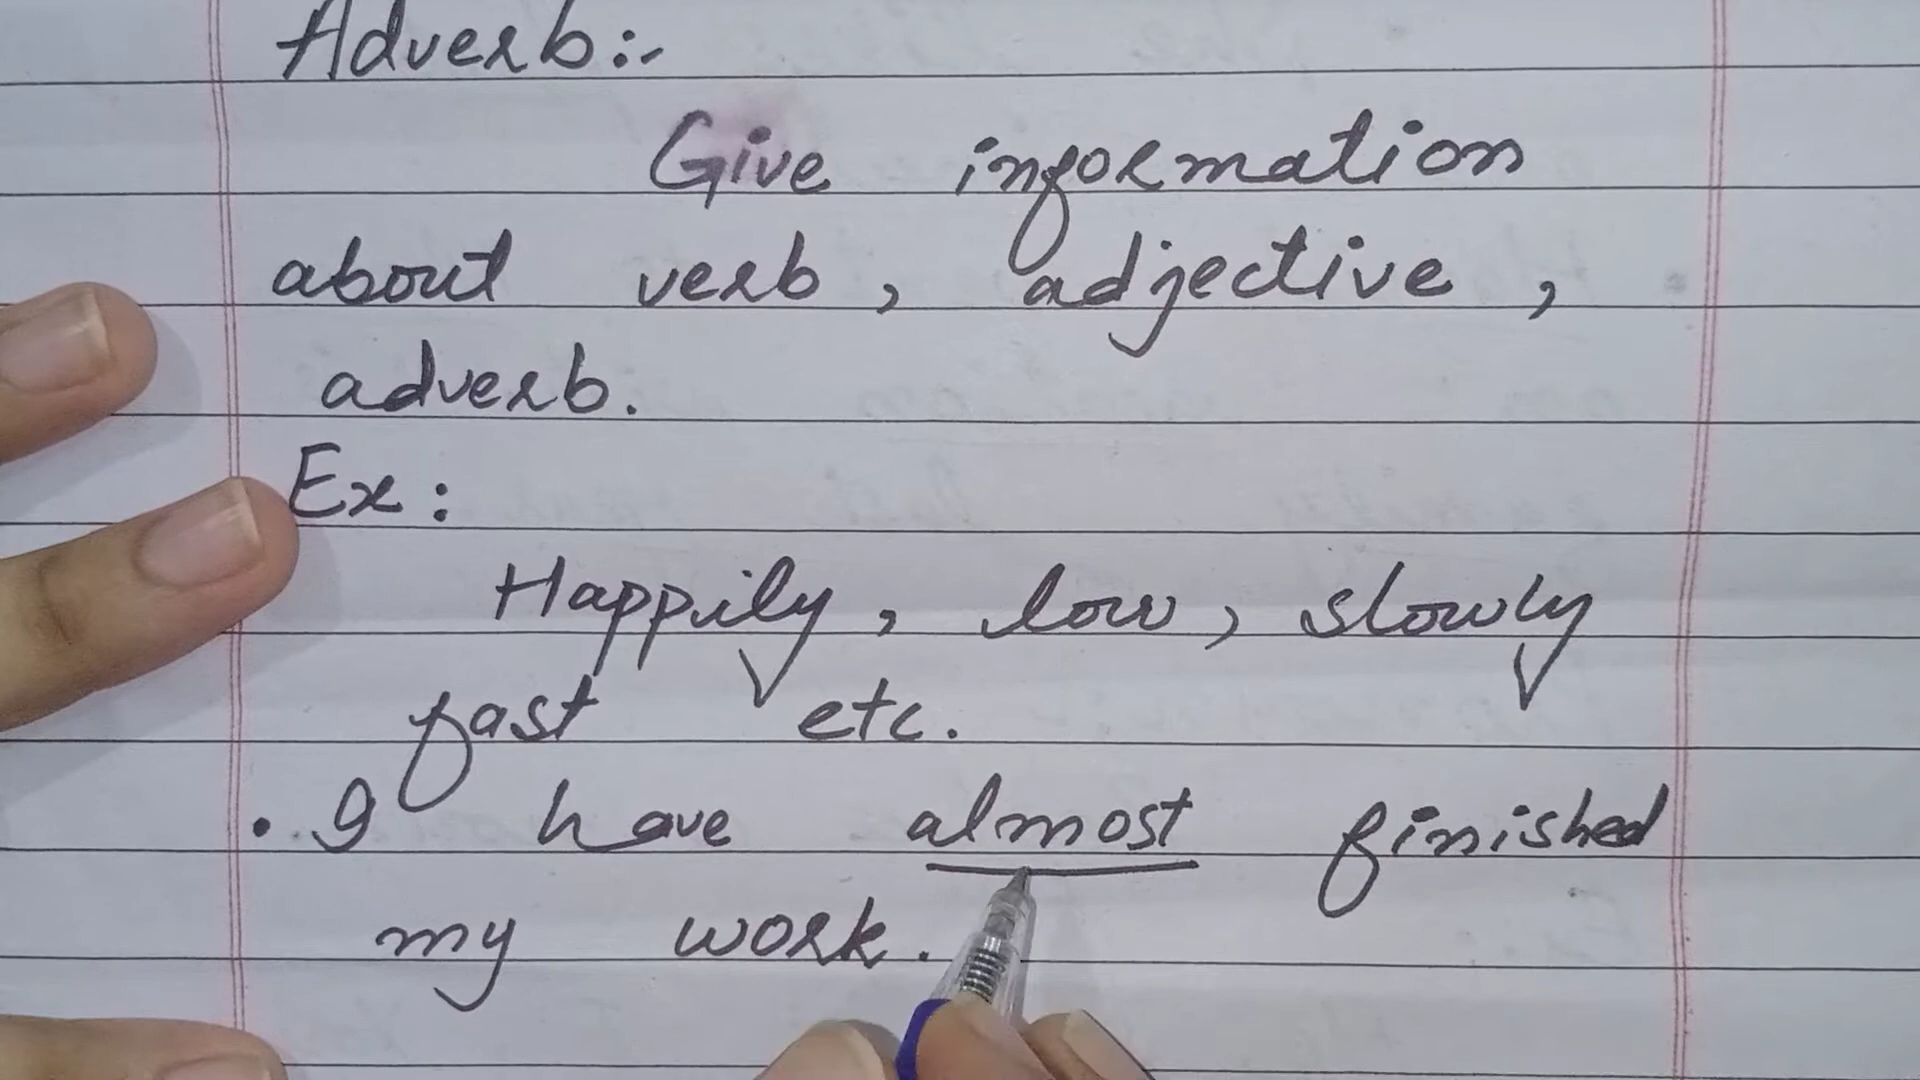 Adverb:-
Give information
about verb, adjective,
adverb.
Ex:
Happily, low, slowly
fast etc.
. I have almost finished
my work.